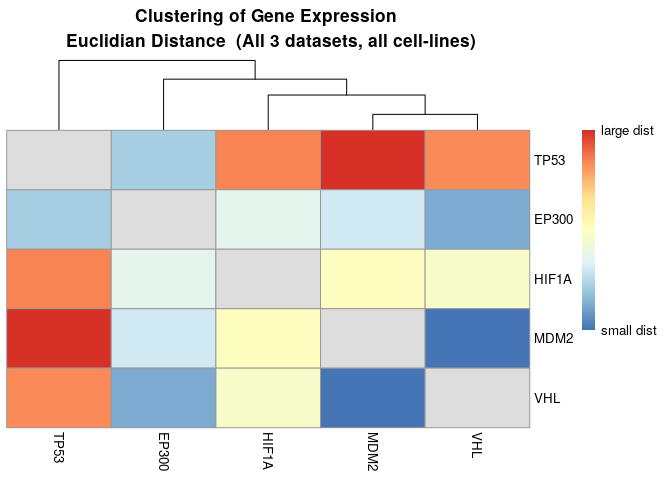 Clustering of Gene Expression
Euclidian Distance (All 3 datasets, all cell-lines)
large dist
small dist
TP53
EP300
HIF1A
MDM2
VHL
TP53
EP300
HIF1A
MDM2
VHL